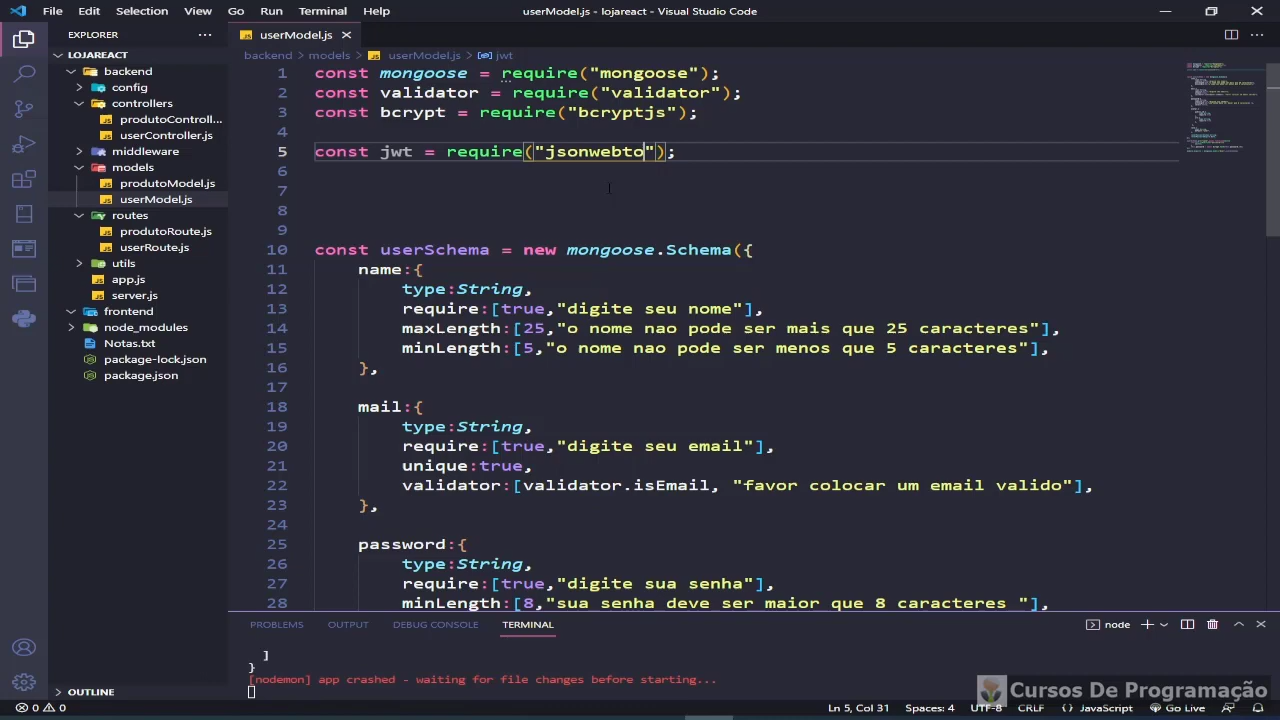 File Edit Selection View Go Run Terminal Help
userModel.js - lojareact - Visual Studio Code
EXPLORER
LOJAREACT
backend
config
controllers
produtoControll...
userController.js
middleware
models
produtoModel.js
userModel.js
routes
produtoRoute.js
userRoute.js
utils
app.js
server.js
frontend
node_modules
Notas.txt
package-lock.json
package.json
OUTLINE
userModel.js
backend > models > userModel.js > jwt
1 const mongoose = require("mongoose");
2 const validator = require("validator");
3 const bcrypt = require("bcryptjs");
4
5 const jwt = require("jsonwebto");
6
7
8
9
10 const userSchema = new mongoose.Schema({
11 name:{
12 type:String,
13 require:[true,"digite seu nome"],
14 maxLength:[25,"o nome nao pode ser mais que 25 caracteres"],
15 minLength:[5,"o nome nao pode ser menos que 5 caracteres"],
16 },
17
18 mail:{
19 type:String,
20 require:[true,"digite seu email"],
21 unique:true,
22 validator:[validator.isEmail, "favor colocar um email valido"],
23 },
24
25 password:{
26 type:String,
27 require:[true,"digite sua senha"],
28 minLength:[8,"sua senha deve ser maior que 8 caracteres "],
PROBLEMS OUTPUT DEBUG CONSOLE TERMINAL
node
]
}
[nodemon] app crashed - waiting for file changes before starting...
Cursos De Programação
0 0
Ln 5, Col 31 Spaces: 4 UTF-8 CRLF {} JavaScript Go Live